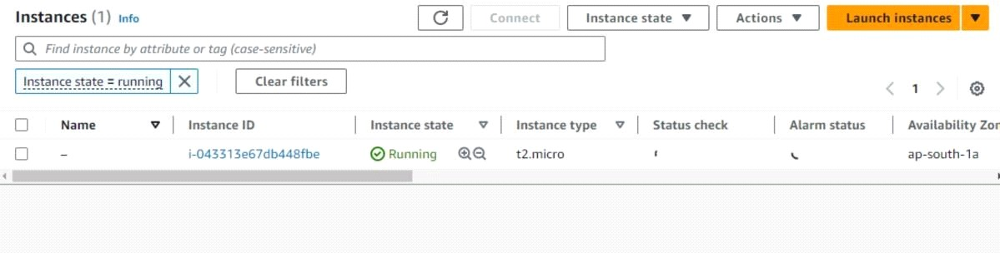 Instances (1) Info
Connect Instance state Actions Launch instances
Find instance by attribute or tag (case-sensitive)
Instance state = running Clear filters
1
Name Instance ID Instance state Instance type Status check Alarm status Availability Zon
– i-043313e67db448fbe Running t2.micro ap-south-1a